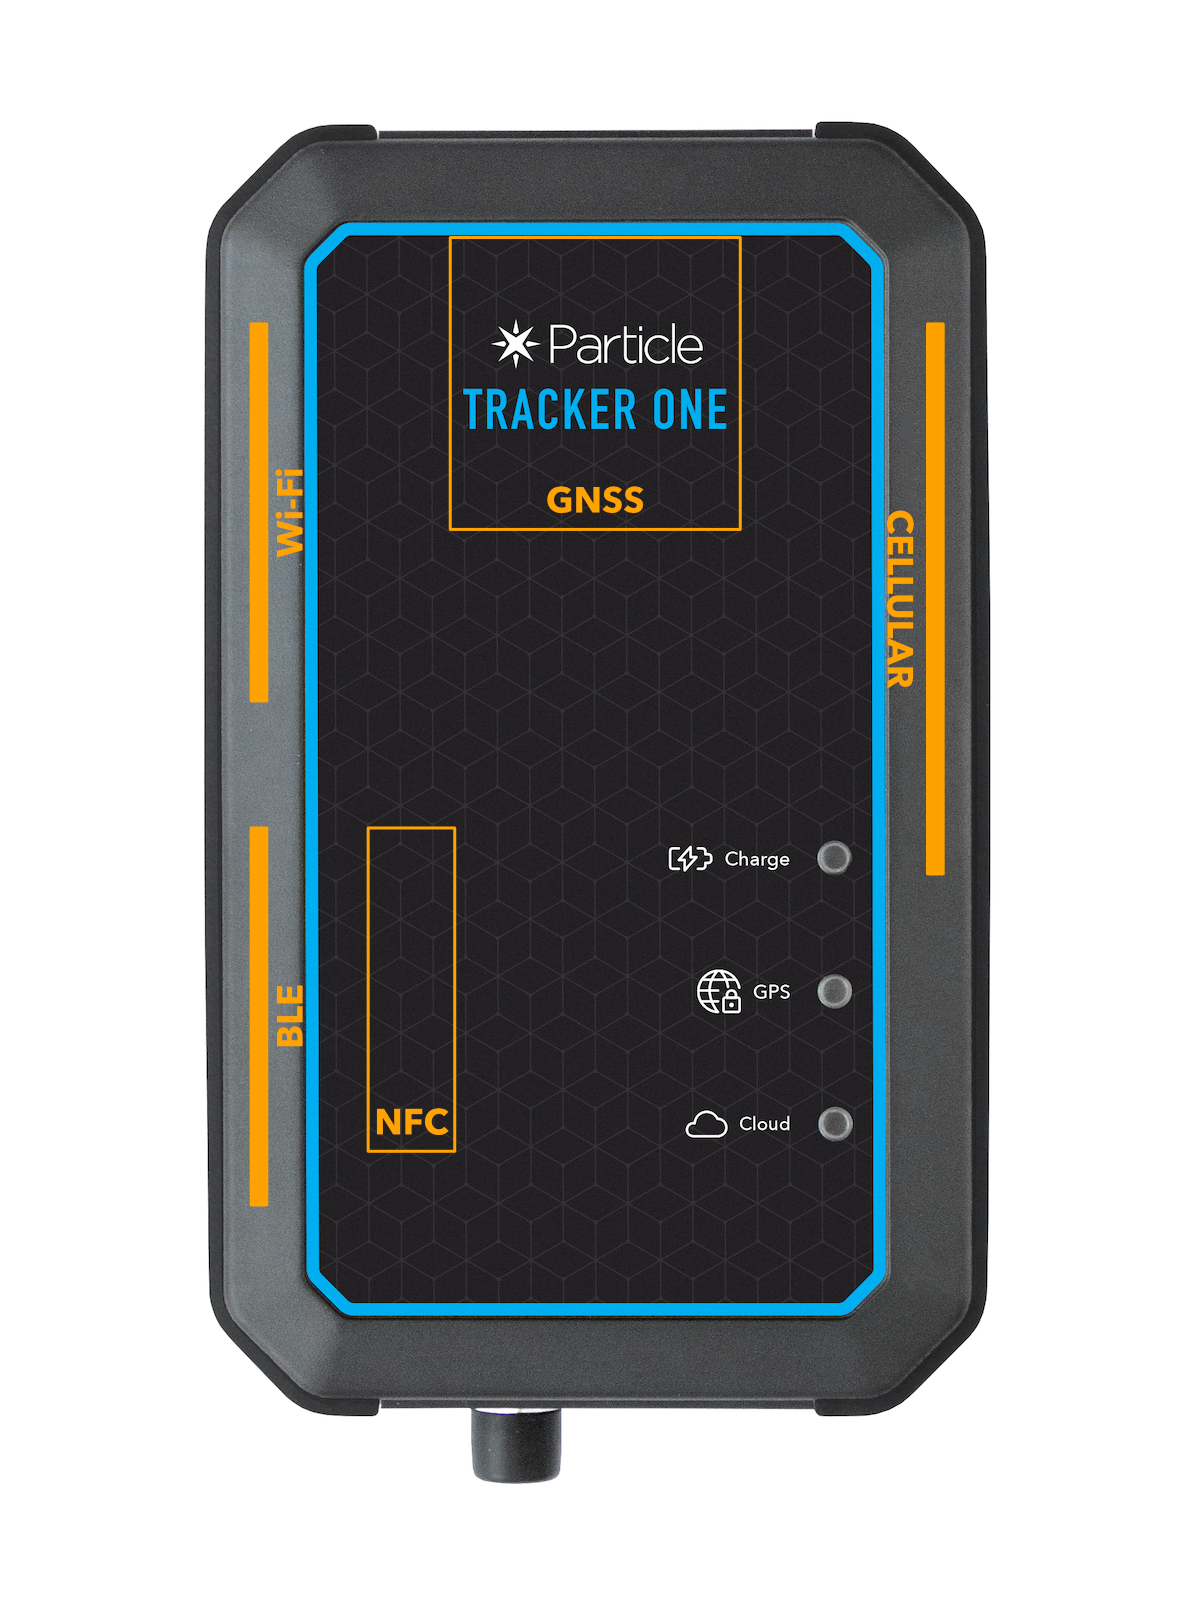 Particle
TRACKER ONE
GNSS
Wi-Fi
CELLULAR
Charge
GPS
BLE
NFC
Cloud